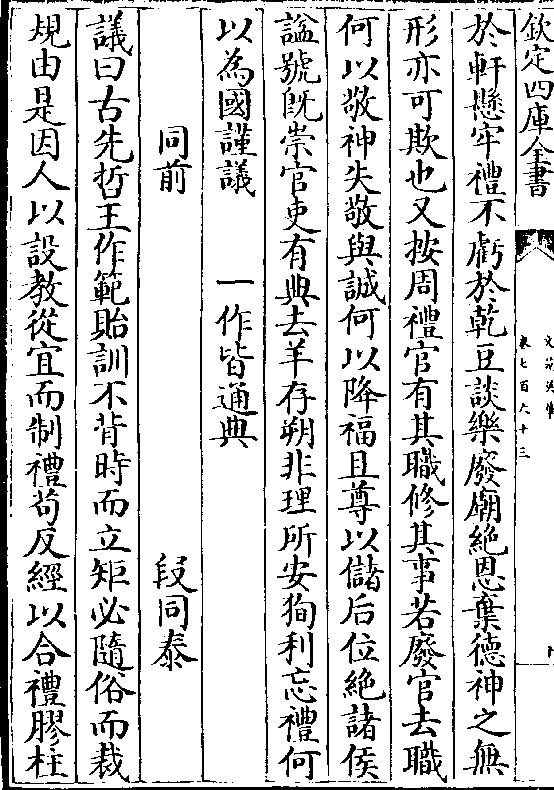 欽定四庫全書
文苑英華
卷七百六十三
於軒懸牢禮不虧於乾豆談樂廢廟絶恩棄德神之無
形亦可欺也又按周禮官有其職修其事若廢官去職
何以敬神失敬與誠何以降福且尊以儲后位絶諸侯
諡號既崇官吏有典去羊存朔非理所安狥利忘禮何
以為國謹議　一作皆通典
同前　段同泰
議曰古先哲王作範貽訓不背時而立矩必隨俗而裁
規由是因人以設教從宜而制禮苟反經以合禮膠柱